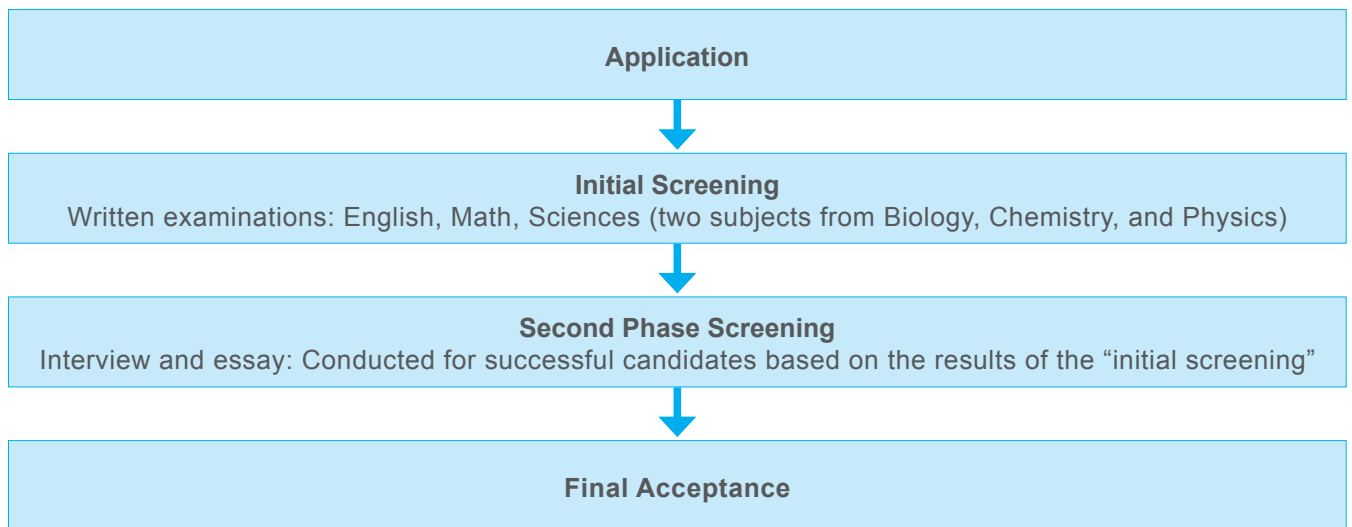 Application
Initial Screening
Written examinations: English, Math, Sciences (two subjects from Biology, Chemistry, and Physics)
Second Phase Screening
Interview and essay: Conducted for successful candidates based on the results of the “initial screening”
Final Acceptance